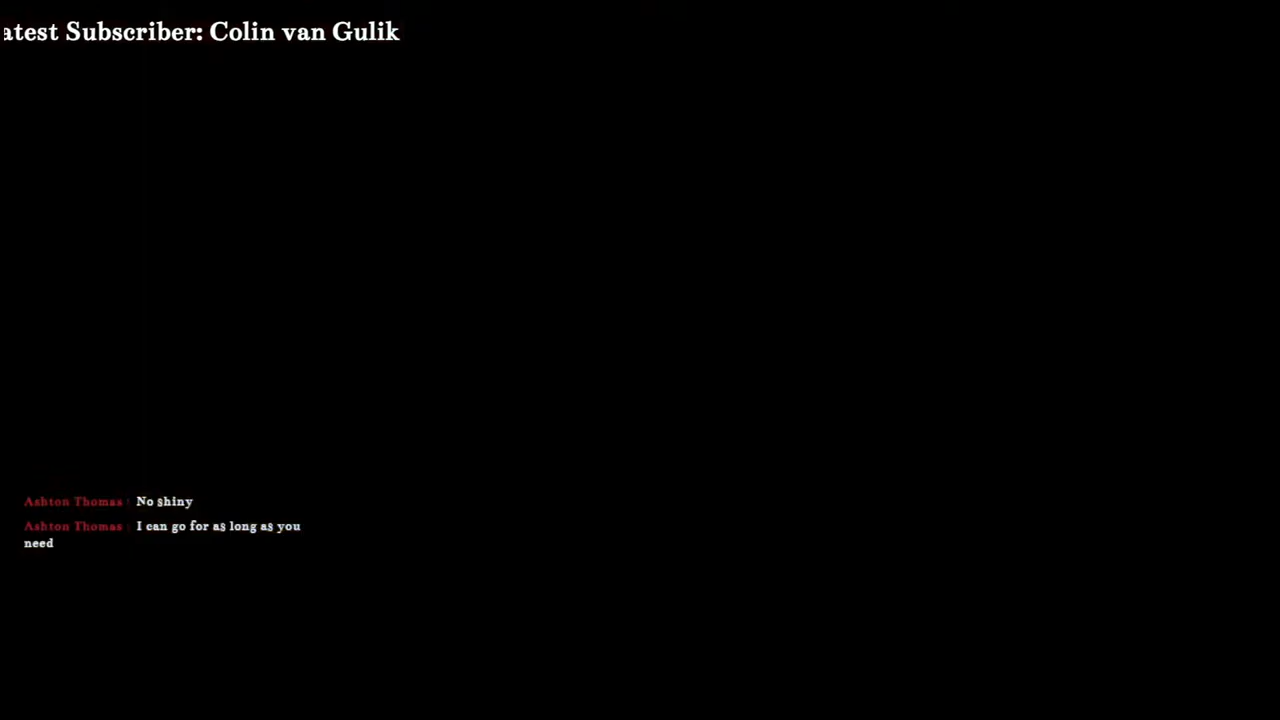 atest Subscriber: Colin van Gulik
Ashton Thomas : No shiny
Ashton Thomas : I can go for as long as you
need